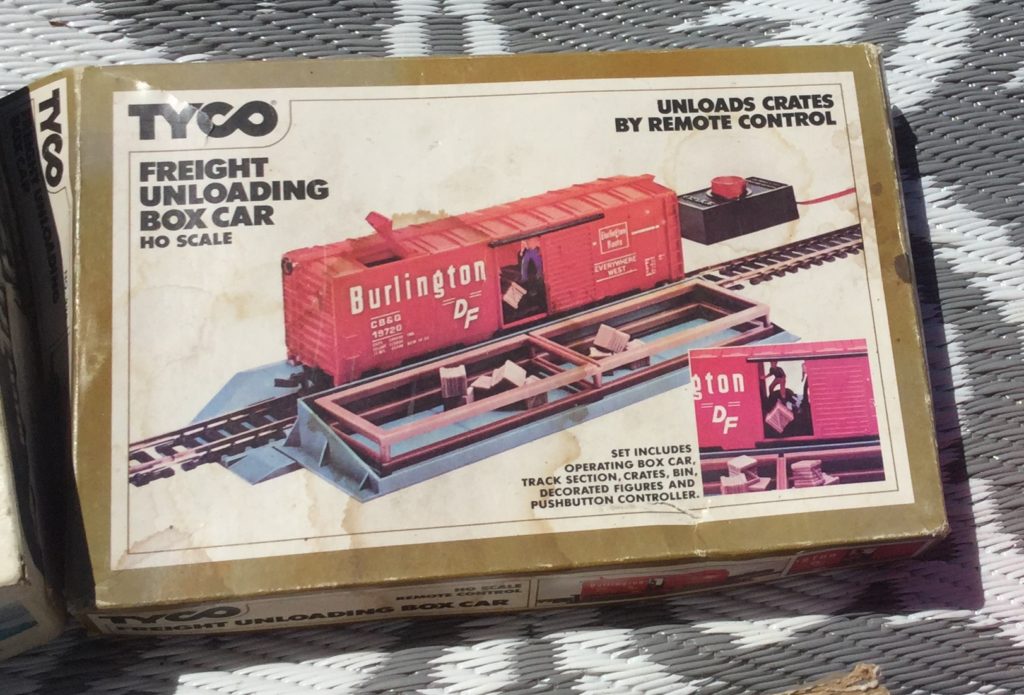 TYCO
UNLOADS CRATES
BY REMOTE CONTROL
FREIGHT
UNLOADING
BOX CAR
HO SCALE
Burlington
DF
CB&Q
19720
Burlington
Route
EVERYWHERE
WEST
gton
DF
SET INCLUDES
OPERATING BOX CAR,
TRACK SECTION, CRATES, BIN,
DECORATED FIGURES AND
PUSHBUTTON CONTROLLER.
TYCO
TYCO
FREIGHT UNLOADING BOX CAR
HO SCALE
REMOTE CONTROL
Burlington